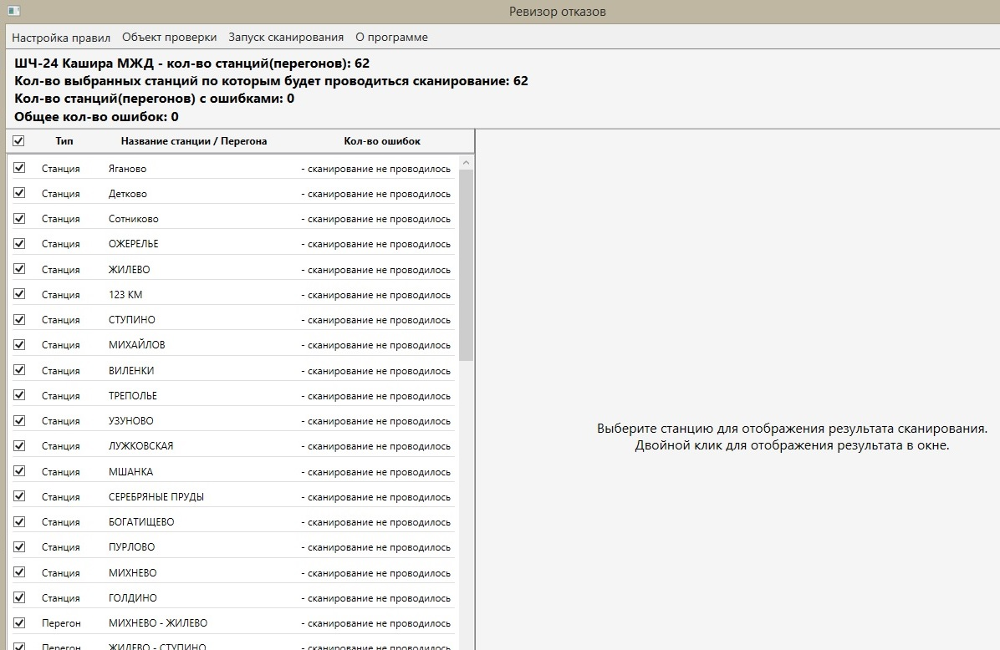 Ревизор отказов
Настройка правил Объект проверки Запуск сканирования О программе
ШЧ-24 Кашира МЖД - кол-во станций(перегонов): 62
Кол-во выбранных станций по которым будет проводиться сканирование: 62
Кол-во станций(перегонов) с ошибками: 0
Общее кол-во ошибок: 0
Тип Название станции / Перегона Кол-во ошибок
Станция Яганово - сканирование не проводилось
Станция Детково - сканирование не проводилось
Станция Сотниково - сканирование не проводилось
Станция ОЖЕРЕЛЬЕ - сканирование не проводилось
Станция ЖИЛЕВО - сканирование не проводилось
Станция 123 КМ - сканирование не проводилось
Станция СТУПИНО - сканирование не проводилось
Станция МИХАЙЛОВ - сканирование не проводилось
Станция ВИЛЕНКИ - сканирование не проводилось
Станция ТРЕПОЛЬЕ - сканирование не проводилось
Станция УЗУНОВО - сканирование не проводилось
Станция ЛУЖКОВСКАЯ - сканирование не проводилось
Станция МШАНКА - сканирование не проводилось
Станция СЕРЕБРЯНЫЕ ПРУДЫ - сканирование не проводилось
Станция БОГАТИЩЕВО - сканирование не проводилось
Станция ПУРЛОВО - сканирование не проводилось
Станция МИХНЕВО - сканирование не проводилось
Станция ГОЛДИНО - сканирование не проводилось
Перегон МИХНЕВО - ЖИЛЕВО - сканирование не проводилось
Перегон ЖИЛЕВО - СТУПИНО - сканирование не проводилось
Выберите станцию для отображения результата сканирования.
Двойной клик для отображения результата в окне.